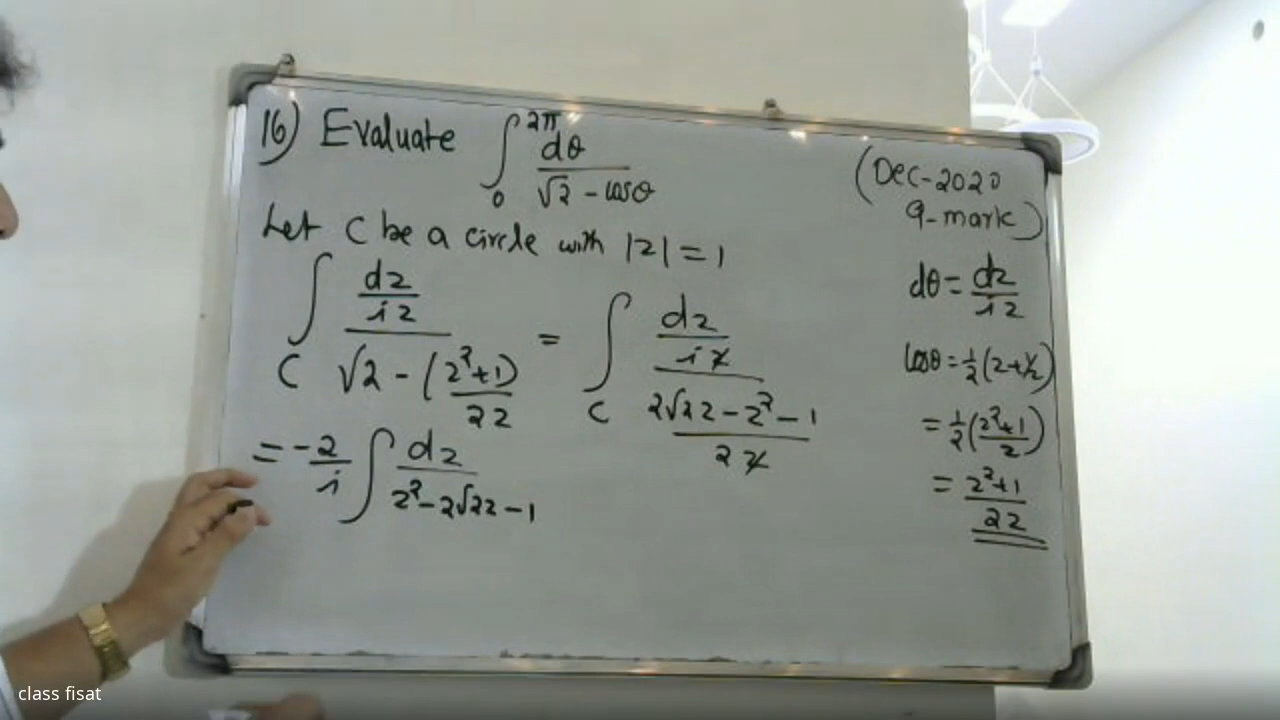 16) Evaluate ∫₀^2π dθ / (√2 - cosθ)
(Dec-2020
9-mark)
Let C be a circle with |z| = 1
∫_C (dz/iz) / (√2 - (z²+1)/2z) = ∫_C (dz/iz) / ((2√2z - z² - 1)/2z)
= -2/i ∫ dz / (z² - 2√2z - 1)
dθ = dz/iz
cosθ = ½(z + 1/z)
= ½((z²+1)/z)
= (z²+1)/2z
class fisat